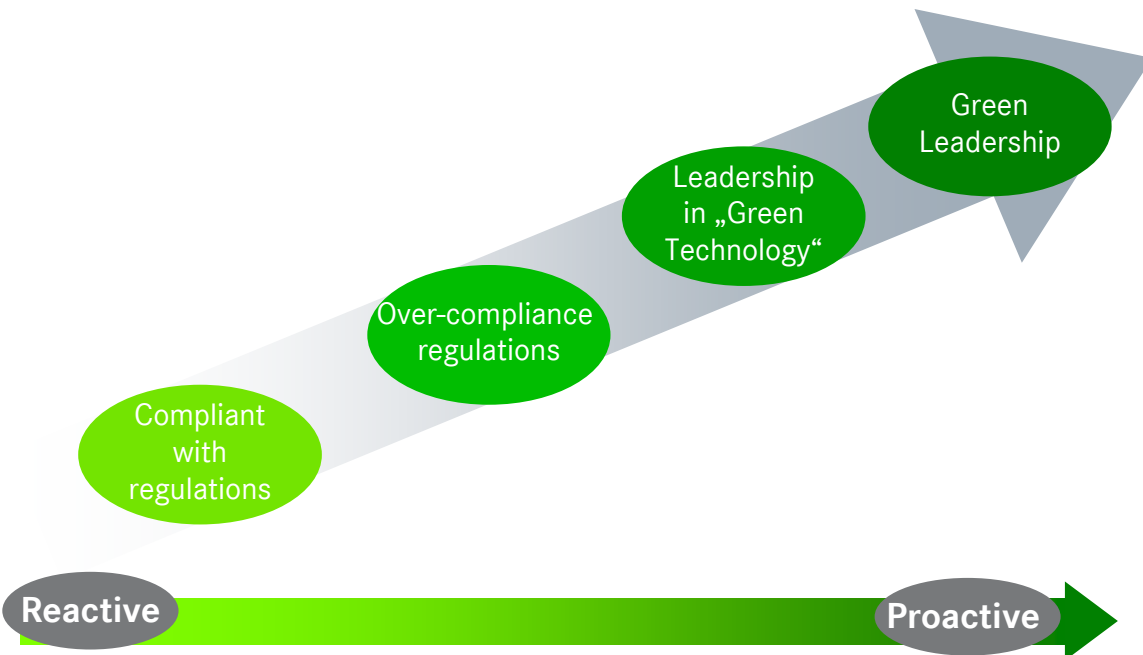 Green
Leadership
Leadership
in „Green
Technology“
Over-compliance
regulations
Compliant
with
regulations
Reactive
Proactive